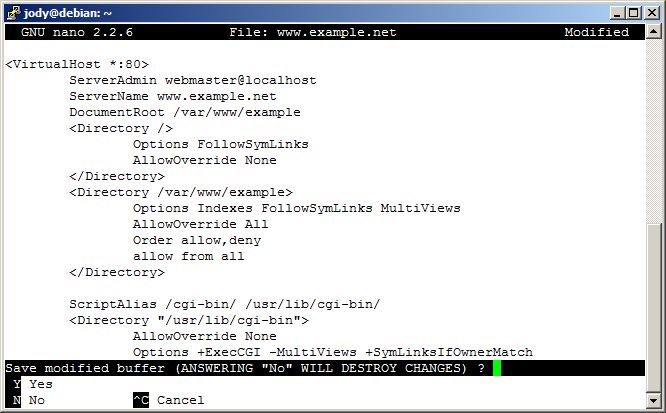 jody@debian: ~
GNU nano 2.2.6 File: www.example.net Modified
<VirtualHost *:80>
ServerAdmin webmaster@localhost
ServerName www.example.net
DocumentRoot /var/www/example
<Directory />
Options FollowSymLinks
AllowOverride None
</Directory>
<Directory /var/www/example>
Options Indexes FollowSymLinks MultiViews
AllowOverride All
Order allow,deny
allow from all
</Directory>
ScriptAlias /cgi-bin/ /usr/lib/cgi-bin/
<Directory "/usr/lib/cgi-bin">
AllowOverride None
Options +ExecCGI -MultiViews +SymLinksIfOwnerMatch
Save modified buffer (ANSWERING "No" WILL DESTROY CHANGES) ?
Y Yes
N No ^C Cancel